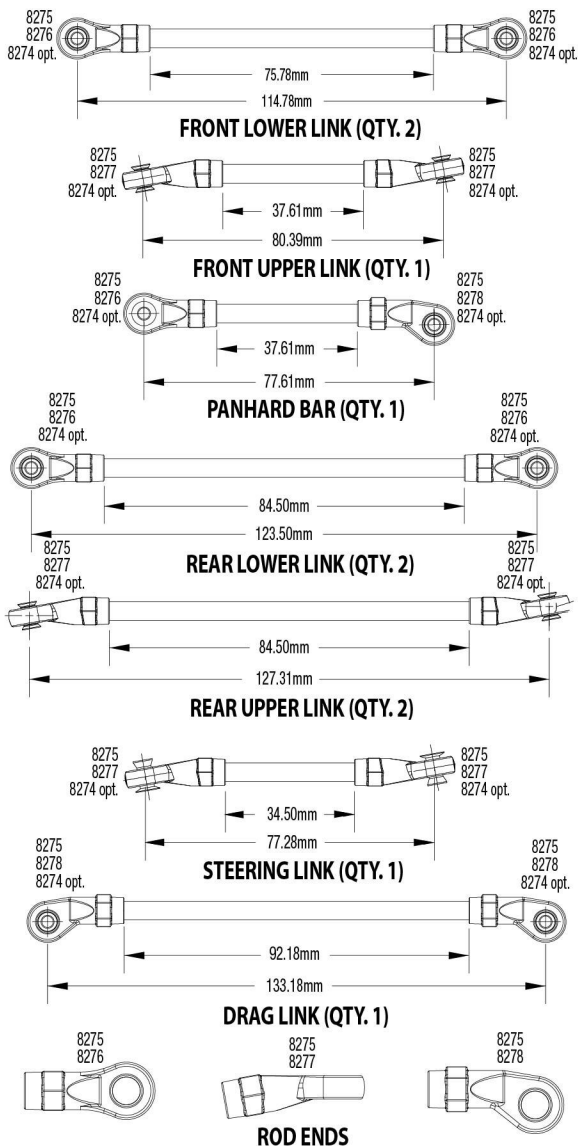 8275
8276
8274 opt.
8275
8276
8274 opt.
75.78mm
114.78mm
FRONT LOWER LINK (QTY. 2)
8275
8277
8274 opt.
8275
8277
8274 opt.
37.61mm
80.39mm
FRONT UPPER LINK (QTY. 1)
8275
8276
8274 opt.
8275
8278
8274 opt.
37.61mm
77.61mm
PANHARD BAR (QTY. 1)
8275
8276
8274 opt.
8275
8276
8274 opt.
84.50mm
123.50mm
REAR LOWER LINK (QTY. 2)
8275
8277
8274 opt.
8275
8277
8274 opt.
84.50mm
127.31mm
REAR UPPER LINK (QTY. 2)
8275
8277
8274 opt.
8275
8277
8274 opt.
34.50mm
77.28mm
STEERING LINK (QTY. 1)
8275
8278
8274 opt.
8275
8278
8274 opt.
92.18mm
133.18mm
DRAG LINK (QTY. 1)
8275
8276
8275
8277
8275
8278
ROD ENDS